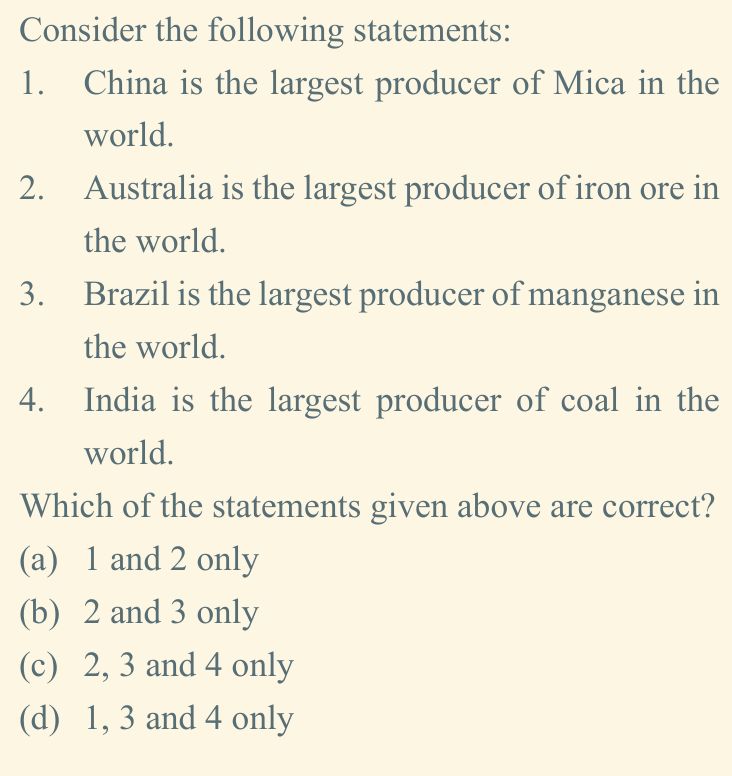 Consider the following statements:
1. China is the largest producer of Mica in the
world.
2. Australia is the largest producer of iron ore in
the world.
3. Brazil is the largest producer of manganese in
the world.
4. India is the largest producer of coal in the
world.
Which of the statements given above are correct?
(a) 1 and 2 only
(b) 2 and 3 only
(c) 2, 3 and 4 only
(d) 1, 3 and 4 only